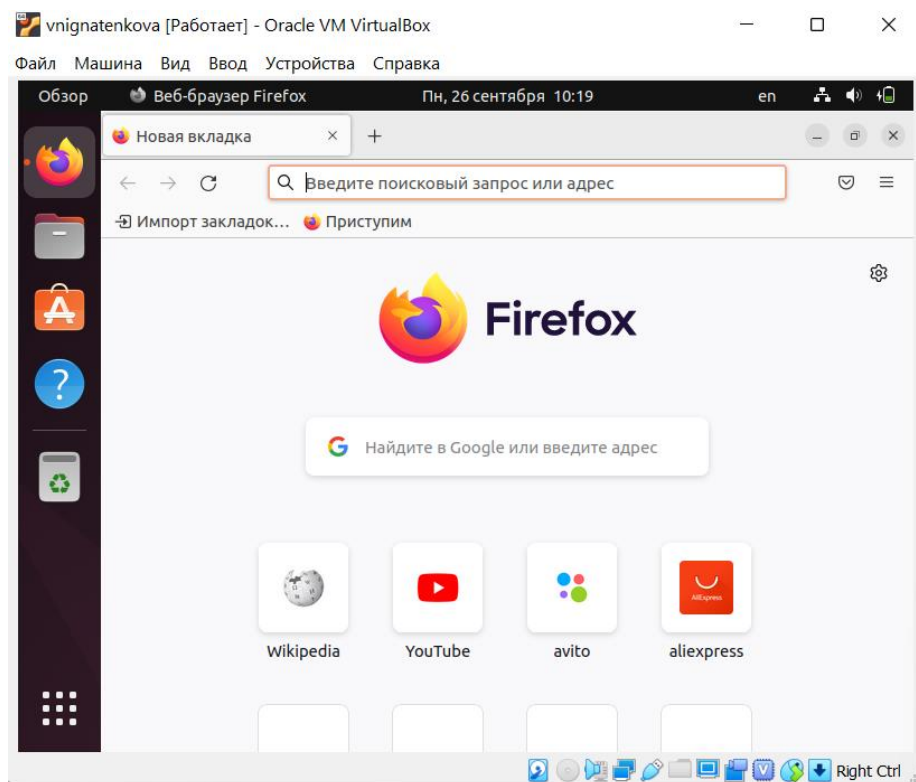 vnignatenkova [Работает] - Oracle VM VirtualBox
Файл Машина Вид Ввод Устройства Справка
Обзор Веб-браузер Firefox Пн, 26 сентября 10:19 en
Новая вкладка
Введите поисковый запрос или адрес
Импорт закладок... Приступим
Firefox
Найдите в Google или введите адрес
AliExpress
Wikipedia YouTube avito aliexpress
Right Ctrl